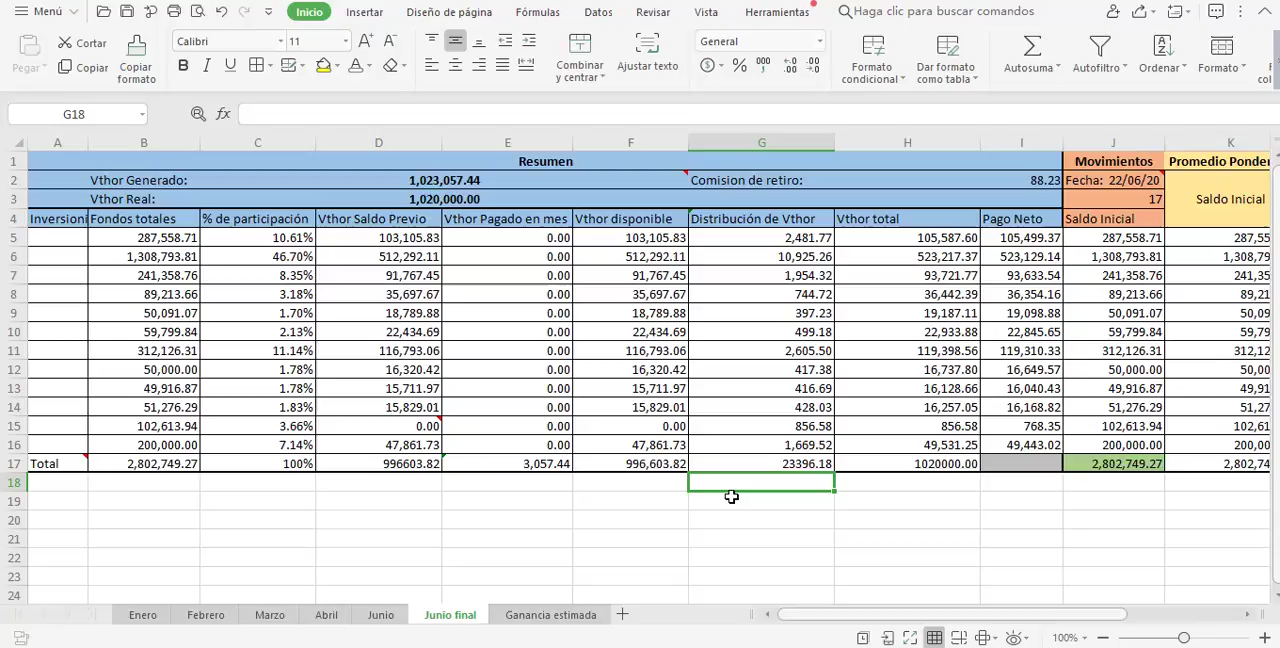 Menú Inicio Insertar Diseño de página Fórmulas Datos Revisar Vista Herramientas Haga clic para buscar comandos
Pegar Cortar Copiar Copiar formato Calibri 11 A+ A- Combinar y centrar Ajustar texto General Formato condicional Dar formato como tabla Autosuma Autofiltro Ordenar Formato
G18 fx
A B C D E F G H I J K
1 Resumen Movimientos Promedio Ponder
2 Vthor Generado: 1,023,057.44 Comision de retiro: 88.23 Fecha: 22/06/20
3 Vthor Real: 1,020,000.00 17 Saldo Inicial
4 Inversioni Fondos totales % de participación Vthor Saldo Previo Vthor Pagado en mes Vthor disponible Distribución de Vthor Vthor total Pago Neto Saldo Inicial
5 287,558.71 10.61% 103,105.83 0.00 103,105.83 2,481.77 105,587.60 105,499.37 287,558.71 287,55
6 1,308,793.81 46.70% 512,292.11 0.00 512,292.11 10,925.26 523,217.37 523,129.14 1,308,793.81 1,308,79
7 241,358.76 8.35% 91,767.45 0.00 91,767.45 1,954.32 93,721.77 93,633.54 241,358.76 241,35
8 89,213.66 3.18% 35,697.67 0.00 35,697.67 744.72 36,442.39 36,354.16 89,213.66 89,21
9 50,091.07 1.70% 18,789.88 0.00 18,789.88 397.23 19,187.11 19,098.88 50,091.07 50,09
10 59,799.84 2.13% 22,434.69 0.00 22,434.69 499.18 22,933.88 22,845.65 59,799.84 59,79
11 312,126.31 11.14% 116,793.06 0.00 116,793.06 2,605.50 119,398.56 119,310.33 312,126.31 312,12
12 50,000.00 1.78% 16,320.42 0.00 16,320.42 417.38 16,737.80 16,649.57 50,000.00 50,00
13 49,916.87 1.78% 15,711.97 0.00 15,711.97 416.69 16,128.66 16,040.43 49,916.87 49,91
14 51,276.29 1.83% 15,829.01 0.00 15,829.01 428.03 16,257.05 16,168.82 51,276.29 51,27
15 102,613.94 3.66% 0.00 0.00 0.00 856.58 856.58 768.35 102,613.94 102,61
16 200,000.00 7.14% 47,861.73 0.00 47,861.73 1,669.52 49,531.25 49,443.02 200,000.00 200,00
17 Total 2,802,749.27 100% 996603.82 3,057.44 996,603.82 23396.18 1020000.00 2,802,749.27 2,802,74
18
19
20
21
22
23
24
Enero Febrero Marzo Abril Junio Junio final Ganancia estimada
100%